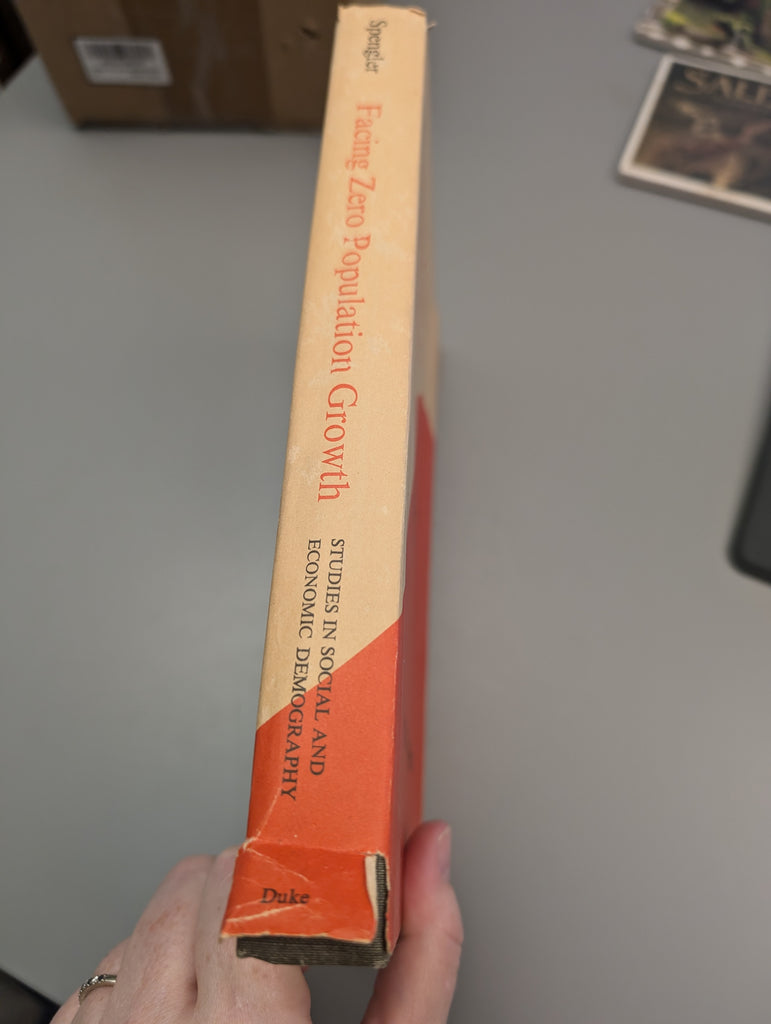 Spengler
Facing Zero Population Growth
STUDIES IN SOCIAL AND
ECONOMIC DEMOGRAPHY
Duke